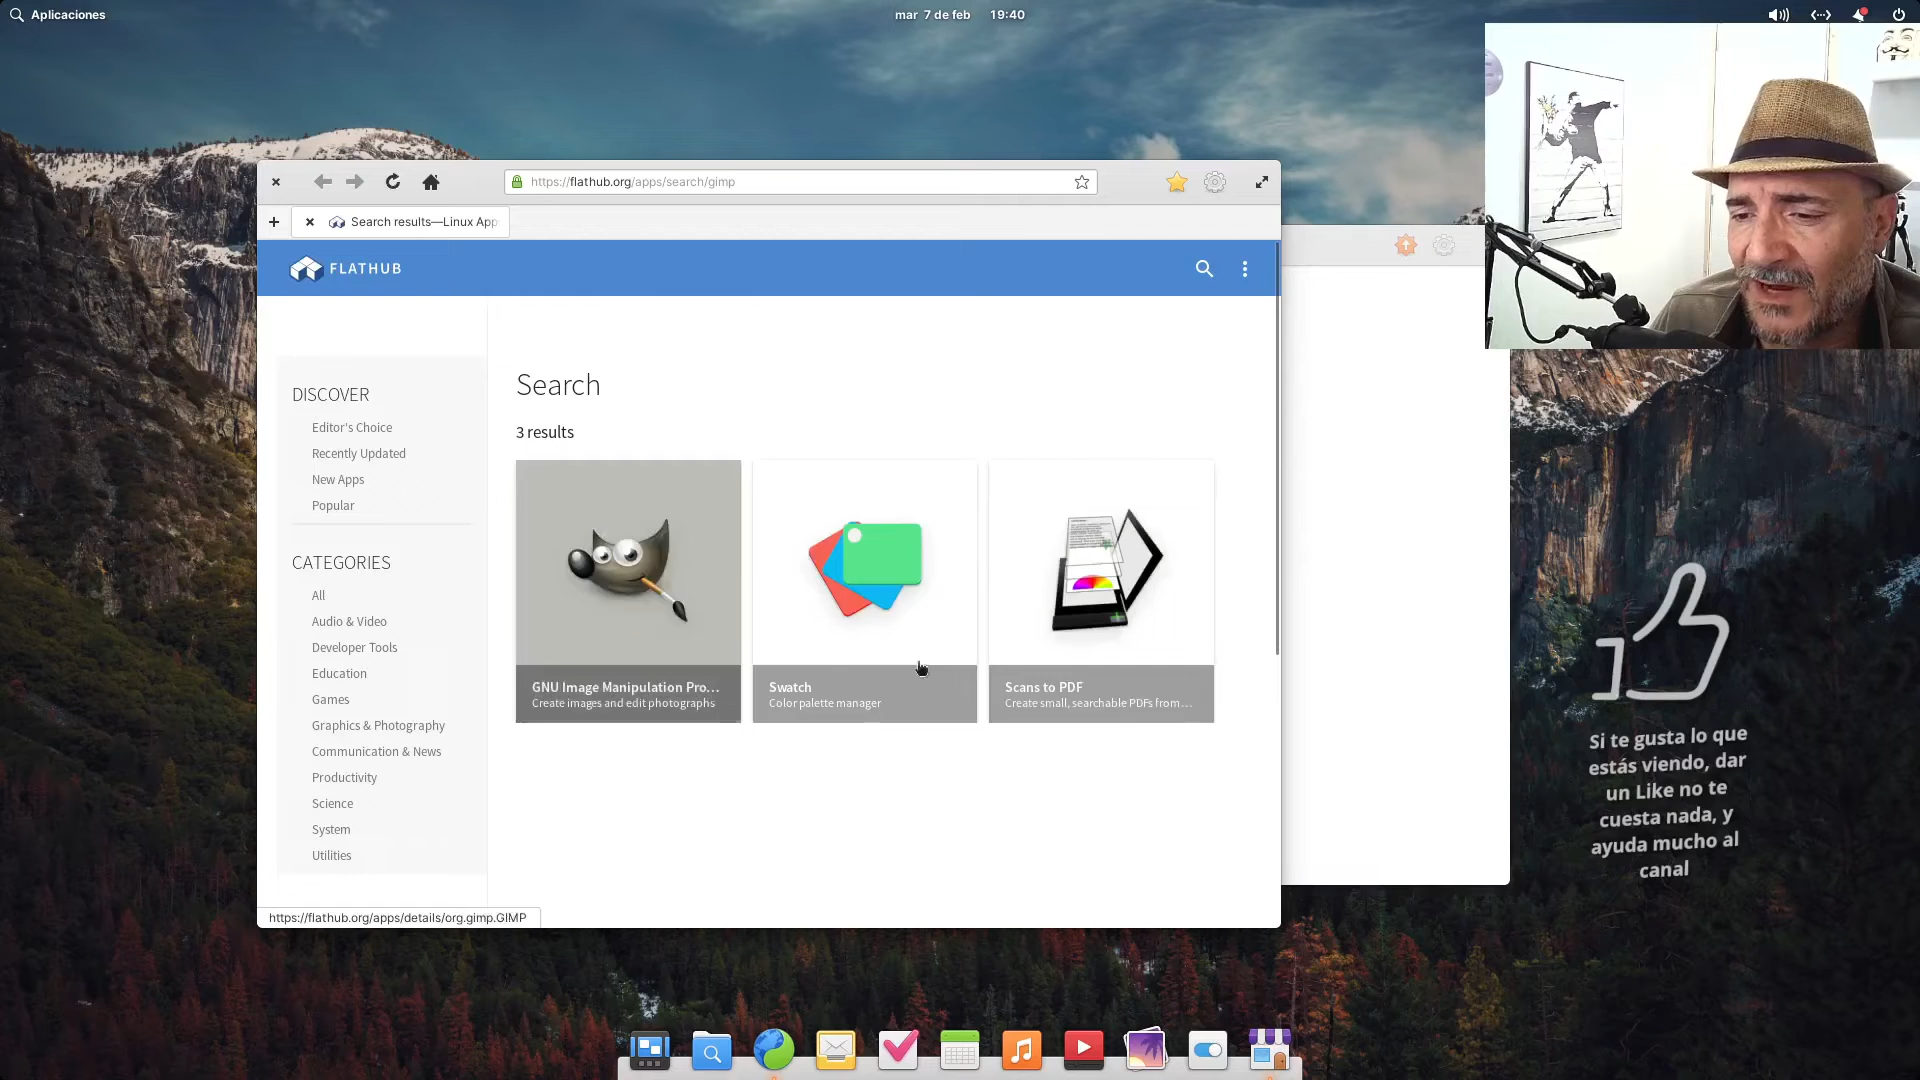 Aplicaciones
mar 7 de feb 19:40
https://flathub.org/apps/search/gimp
Search results—Linux App
FLATHUB
DISCOVER
Editor's Choice
Recently Updated
New Apps
Popular
CATEGORIES
All
Audio & Video
Developer Tools
Education
Games
Graphics & Photography
Communication & News
Productivity
Science
System
Utilities
Search
3 results
GNU Image Manipulation Pro...
Create images and edit photographs
Swatch
Color palette manager
Scans to PDF
Create small, searchable PDFs from...
https://flathub.org/apps/details/org.gimp.GIMP
Si te gusta lo que
estás viendo, dar
un Like no te
cuesta nada, y
ayuda mucho al
canal